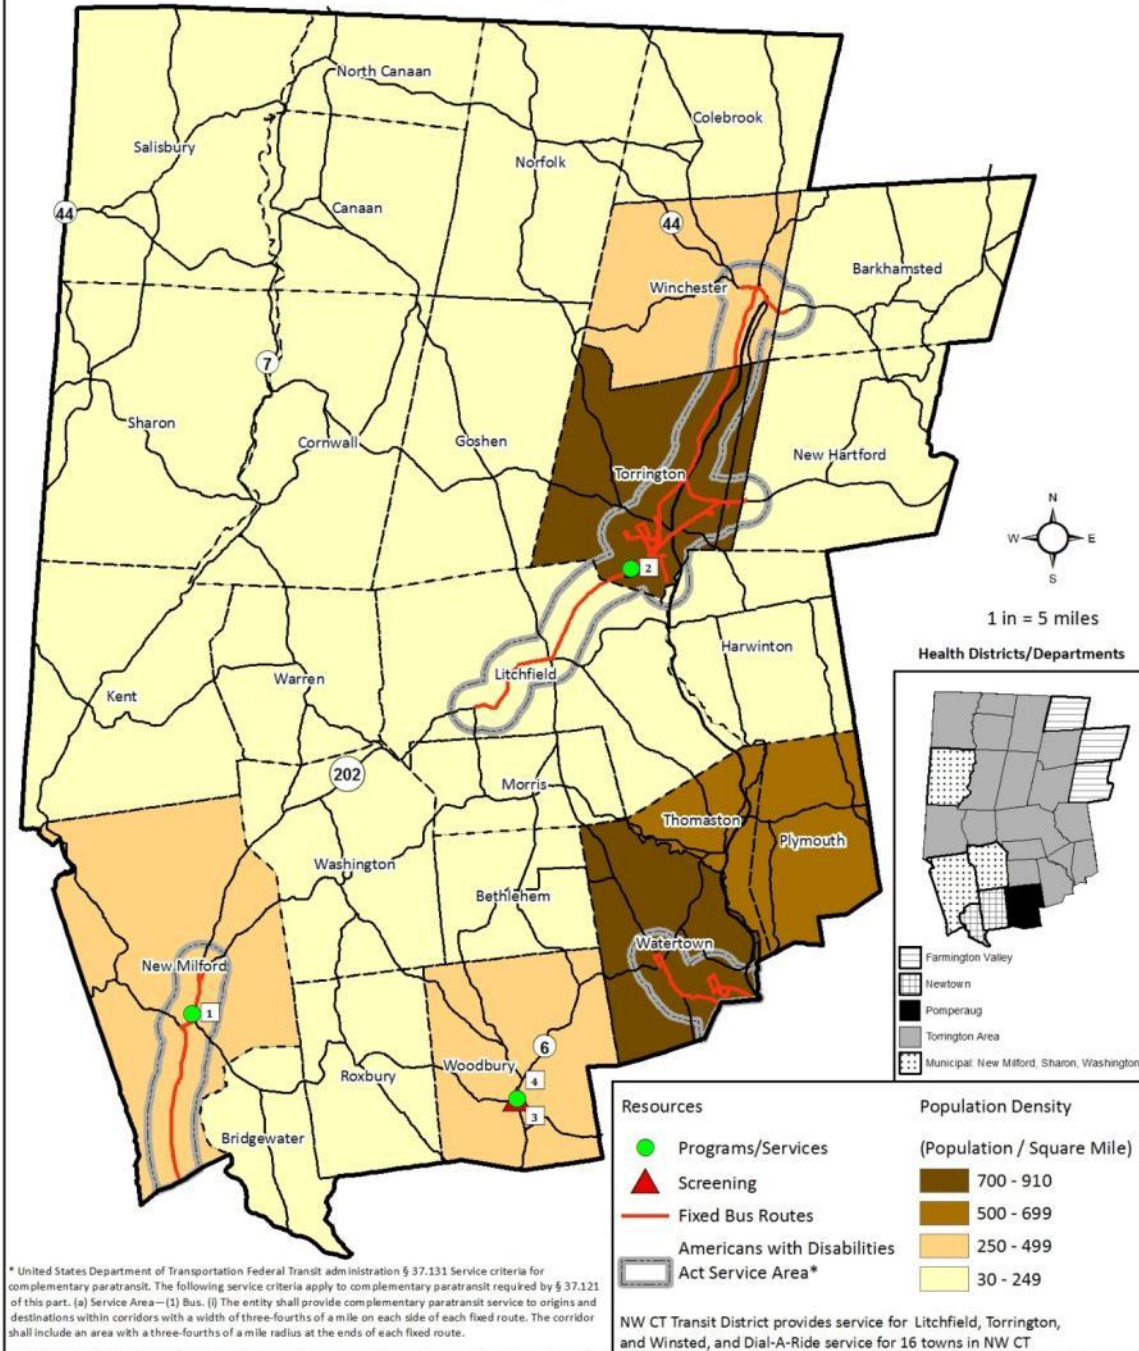 North Canaan
Colebrook
Salisbury
Norfolk
Canaan
44
44
Barkhamsted
Winchester
7
Sharon
Cornwall
Goshen
New Hartford
Torrington
N
W E
S
2
1 in = 5 miles
Harwinton
Health Districts/Departments
Litchfield
Warren
Kent
202
Morris
Thomaston
Plymouth
Washington
Bethlehem
Watertown
New Milford
Farmington Valley
Newtown
1
Pomperaug
Torrington Area
6
Woodbury
Municipal: New Milford, Sharon, Washington
Roxbury
4
3
Bridgewater
Resources
Programs/Services
Screening
Fixed Bus Routes
Americans with Disabilities
Act Service Area*
Population Density
(Population / Square Mile)
700 - 910
500 - 699
250 - 499
30 - 249
* United States Department of Transportation Federal Transit administration § 37.131 Service criteria for
complementary paratransit. The following service criteria apply to complementary paratransit required by § 37.121
of this part. (a) Service Area—(1) Bus. (i) The entity shall provide complementary paratransit service to origins and
destinations within corridors with a width of three-fourths of a mile on each side of each fixed route. The corridor
shall include an area with a three-fourths of a mile radius at the ends of each fixed route.
NW CT Transit District provides service for Litchfield, Torrington,
and Winsted, and Dial-A-Ride service for 16 towns in NW CT